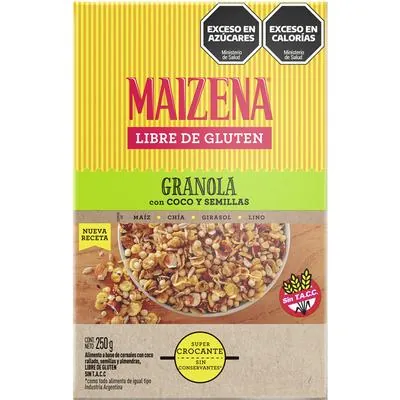 EXCESO EN
AZÚCARES
Ministerio
de Salud
EXCESO EN
CALORÍAS
Ministerio
de Salud
MAIZENA
LIBRE DE GLUTEN
GRANOLA
con COCO Y SEMILLAS
MAÍZ • CHÍA • GIRASOL • LINO
NUEVA
RECETA
Sin T.A.C.C.
CONT.
NETO 250 g
Alimento a base de cereales con coco
rallado, semillas y almendras,
LIBRE DE GLUTEN
SIN T.A.C.C
*como todo alimento de igual tipo
Industria Argentina
SUPER
CROCANTE
SIN
CONSERVANTES*